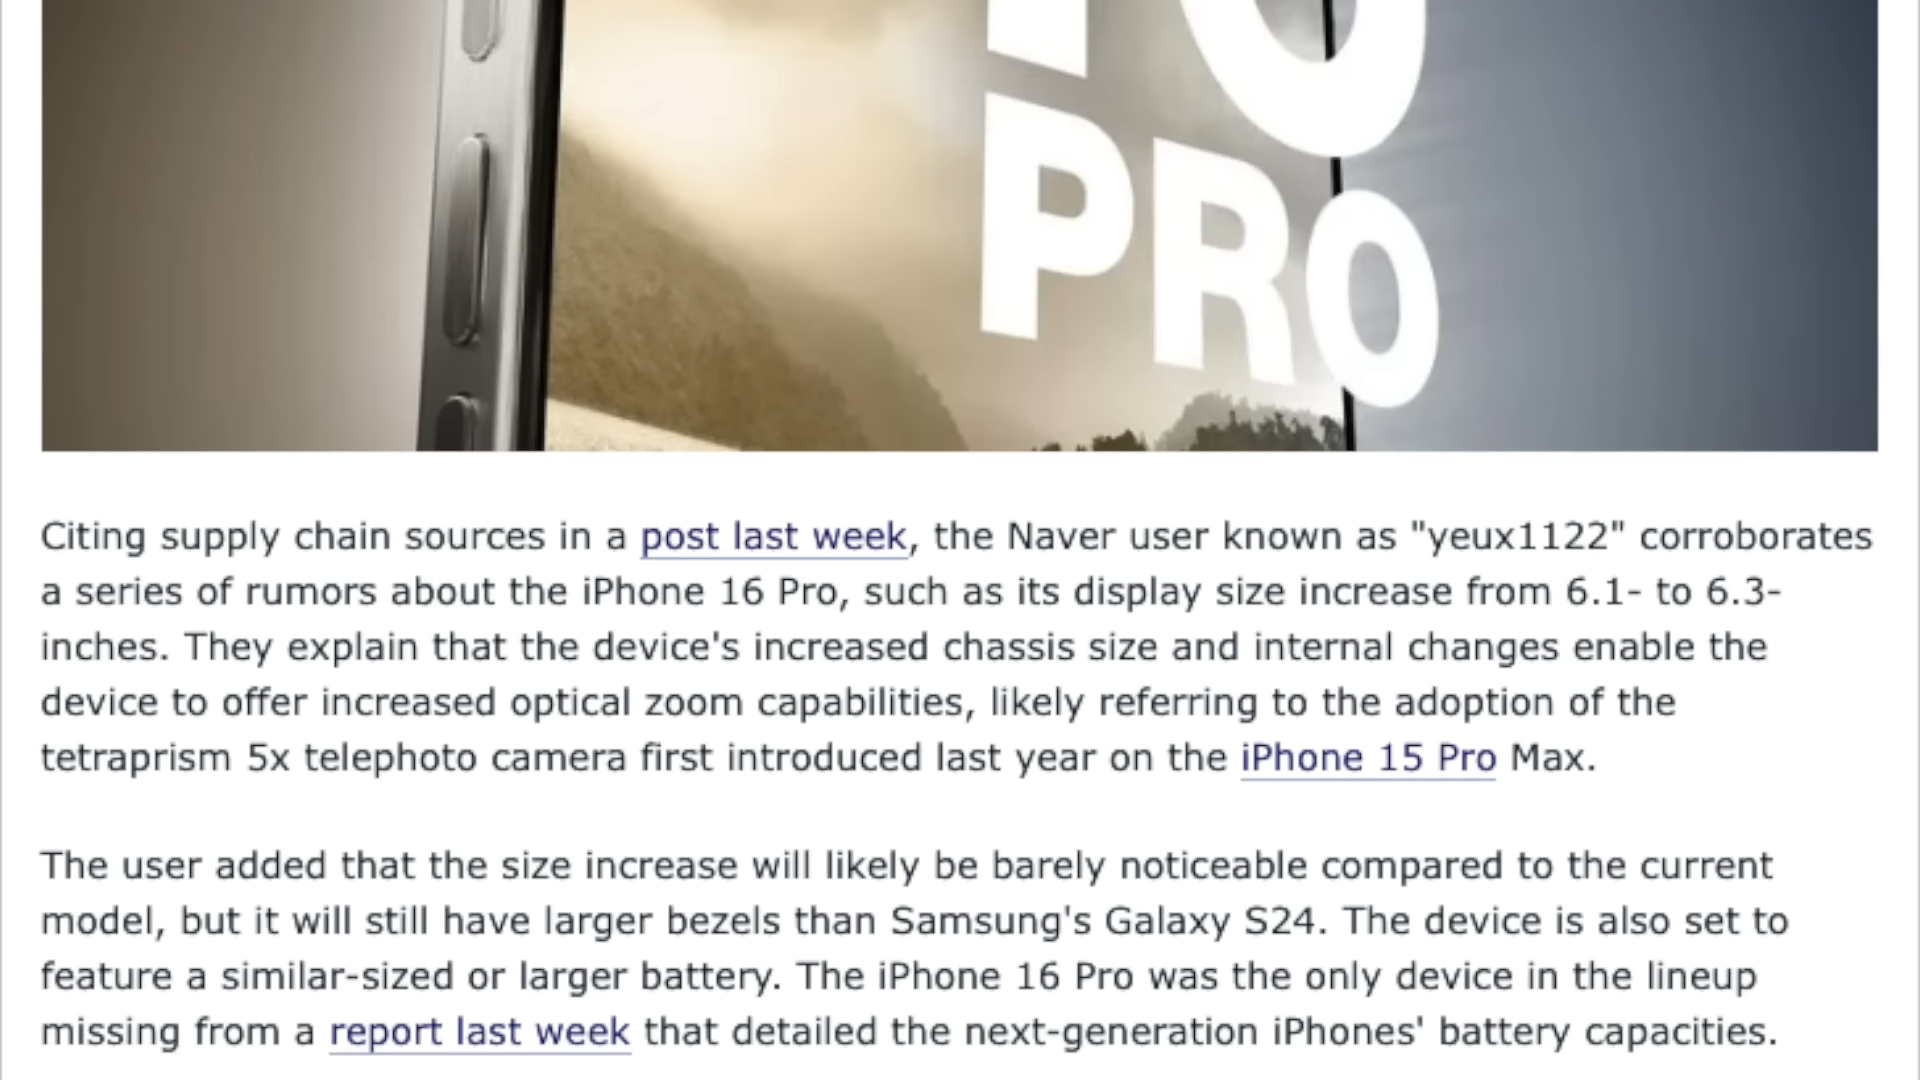 PRO
Citing supply chain sources in a post last week, the Naver user known as "yeux1122" corroborates
a series of rumors about the iPhone 16 Pro, such as its display size increase from 6.1- to 6.3-
inches. They explain that the device's increased chassis size and internal changes enable the
device to offer increased optical zoom capabilities, likely referring to the adoption of the
tetraprism 5x telephoto camera first introduced last year on the iPhone 15 Pro Max.
The user added that the size increase will likely be barely noticeable compared to the current
model, but it will still have larger bezels than Samsung's Galaxy S24. The device is also set to
feature a similar-sized or larger battery. The iPhone 16 Pro was the only device in the lineup
missing from a report last week that detailed the next-generation iPhones' battery capacities.